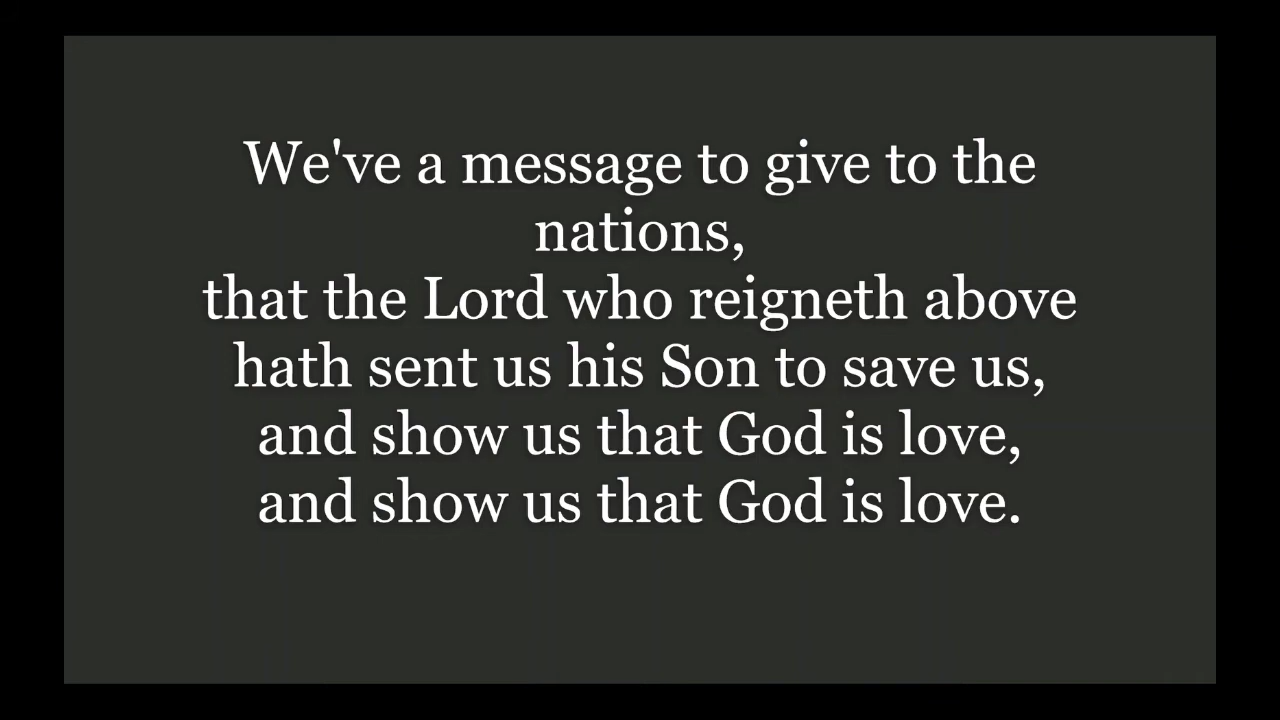 We've a message to give to the
nations,
that the Lord who reigneth above
hath sent us his Son to save us,
and show us that God is love,
and show us that God is love.